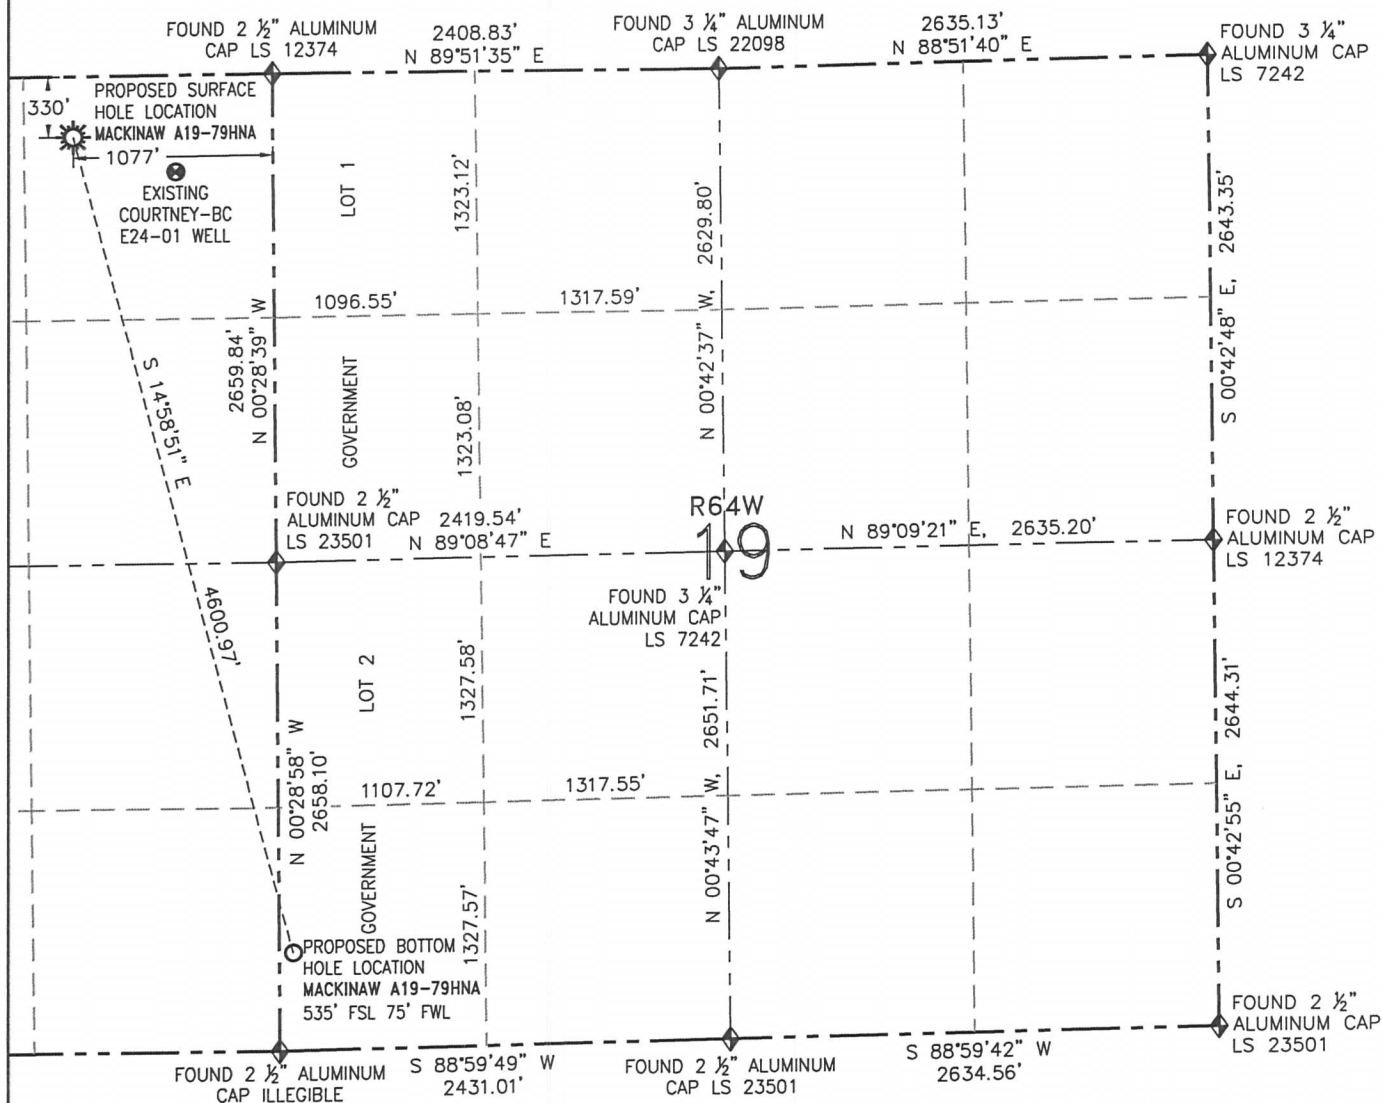 FOUND 2 ½" ALUMINUM
CAP LS 12374
2408.83'
N 89°51'35" E
FOUND 3 ¼" ALUMINUM
CAP LS 22098
2635.13'
N 88°51'40" E
FOUND 3 ¼"
ALUMINUM CAP
LS 7242
330'
PROPOSED SURFACE
HOLE LOCATION
MACKINAW A19-79HNA
1077'
EXISTING
COURTNEY-BC
E24-01 WELL
LOT 1
1323.12'
2629.80'
N 00°42'37" W,
2643.35'
S 00°42'48" E,
1096.55'
1317.59'
2659.84'
N 00°28'39" W
S 14°58'51" E
4600.97'
GOVERNMENT
1323.08'
FOUND 2 ½"
ALUMINUM CAP
LS 23501
2419.54'
N 89°08'47" E
R64W
19
N 89°09'21" E, 2635.20'
FOUND 2 ½"
ALUMINUM CAP
LS 12374
FOUND 3 ¼"
ALUMINUM CAP
LS 7242
LOT 2
1327.58'
2651.71'
N 00°43'47" W,
2644.31'
S 00°42'55" E,
N 00°28'58" W
2658.10'
1107.72'
1317.55'
GOVERNMENT
1327.57'
PROPOSED BOTTOM
HOLE LOCATION
MACKINAW A19-79HNA
535' FSL 75' FWL
FOUND 2 ½" ALUMINUM
CAP ILLEGIBLE
S 88°59'49" W
2431.01'
FOUND 2 ½" ALUMINUM
CAP LS 23501
S 88°59'42" W
2634.56'
FOUND 2 ½"
ALUMINUM CAP
LS 23501